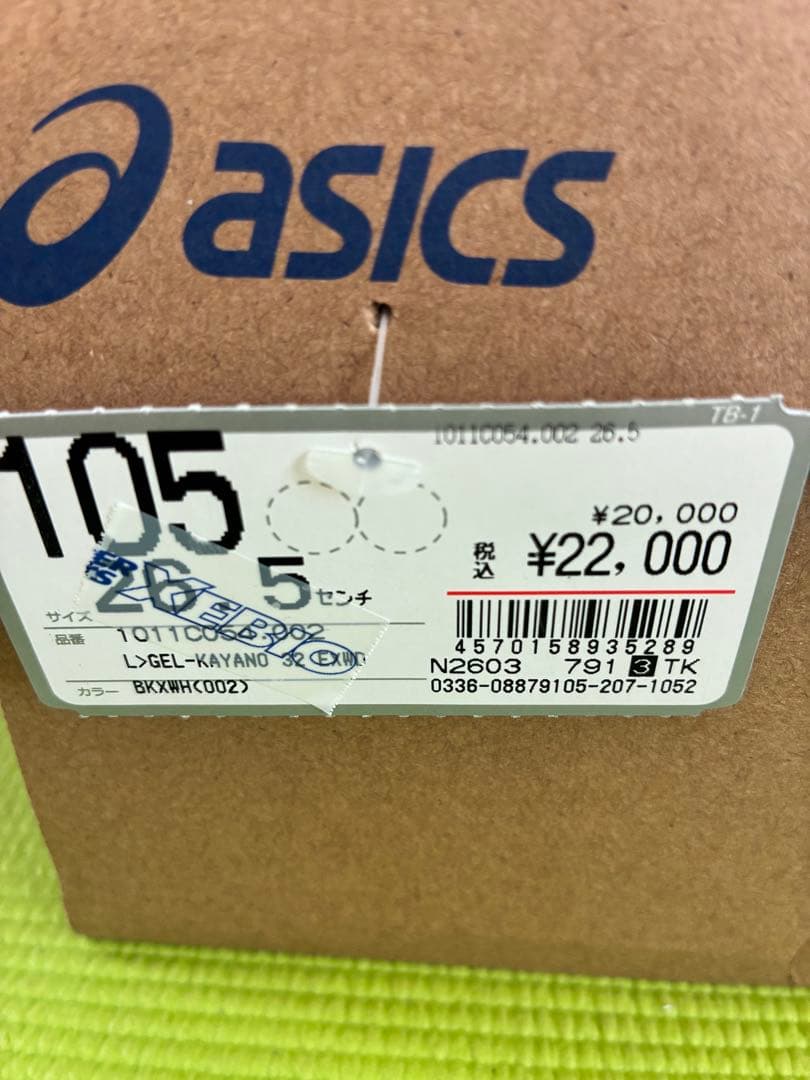 asics
TB-1
1011C054.002 26.5
105
¥20,000
税込 ¥22,000
サイズ 26 5 センチ
XEBIO
品番 1011C054.002
4570158935289
L>GEL-KAYANO 32 EXWD
N2603 791 3 TK
カラー BKXWH(002)
0336-08879105-207-1052